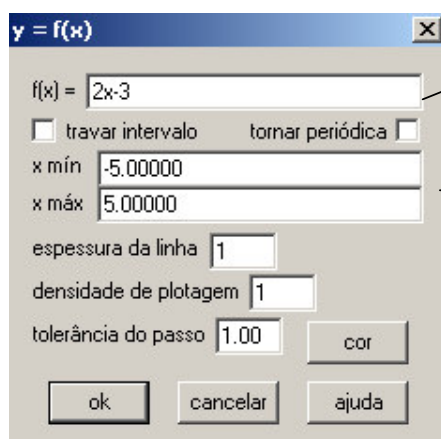 y = f(x)
f(x) = 2x-3
travar intervalo tornar periódica
x mín -5.00000
x máx 5.00000
espessura da linha 1
densidade de plotagem 1
tolerância do passo 1.00 cor
ok cancelar ajuda